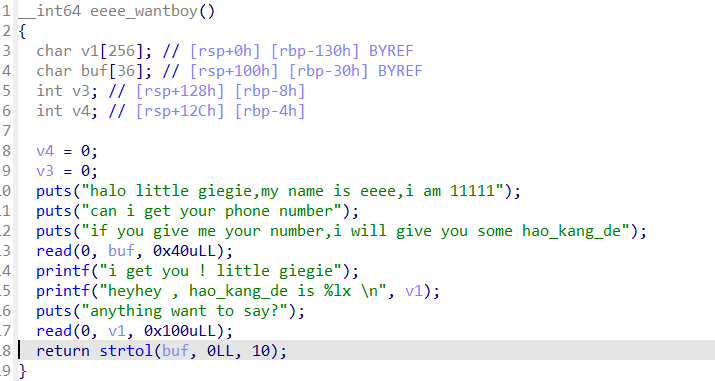 1 __int64 eeee_wantboy()
2 {
3 char v1[256]; // [rsp+0h] [rbp-130h] BYREF
4 char buf[36]; // [rsp+100h] [rbp-30h] BYREF
5 int v3; // [rsp+128h] [rbp-8h]
6 int v4; // [rsp+12Ch] [rbp-4h]
7
8 v4 = 0;
9 v3 = 0;
.0 puts("halo little giegie,my name is eeee,i am 11111");
.1 puts("can i get your phone number");
.2 puts("if you give me your number,i will give you some hao_kang_de");
.3 read(0, buf, 0x40uLL);
.4 printf("i get you ! little giegie");
.5 printf("heyhey , hao_kang_de is %lx \n", v1);
.6 puts("anything want to say?");
.7 read(0, v1, 0x100uLL);
.8 return strtol(buf, 0LL, 10);
.9 }